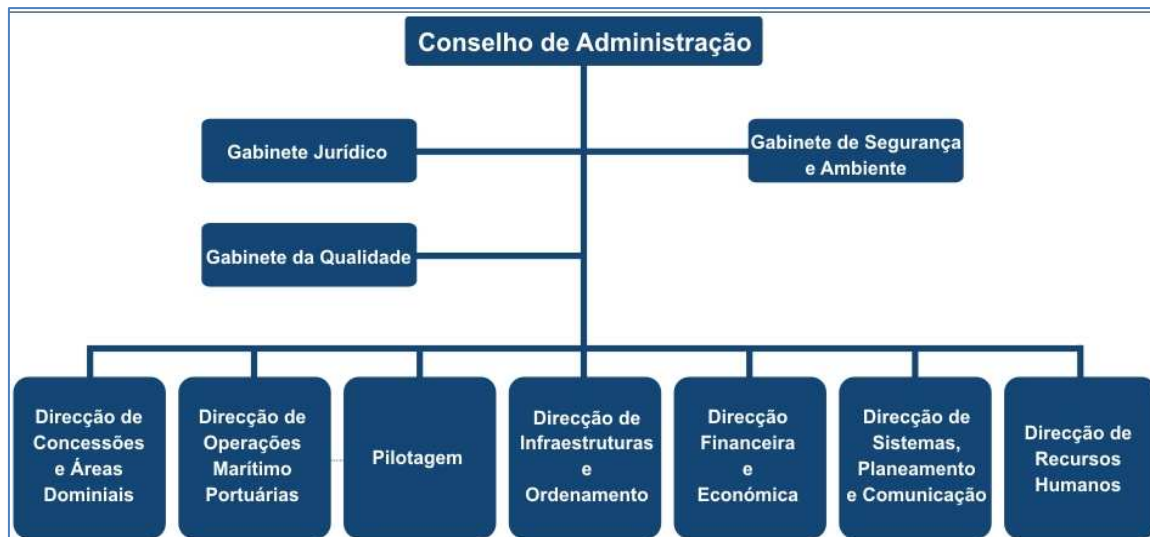 Conselho de Administração
Gabinete Jurídico
Gabinete de Segurança
e Ambiente
Gabinete da Qualidade
Direcção de
Concessões
e Áreas
Dominiais
Direcção de
Operações
Marítimo
Portuárias
Pilotagem
Direcção de
Infraestruturas
e
Ordenamento
Direcção
Financeira
e
Económica
Direcção de
Sistemas,
Planeamento
e Comunicação
Direcção de
Recursos
Humanos